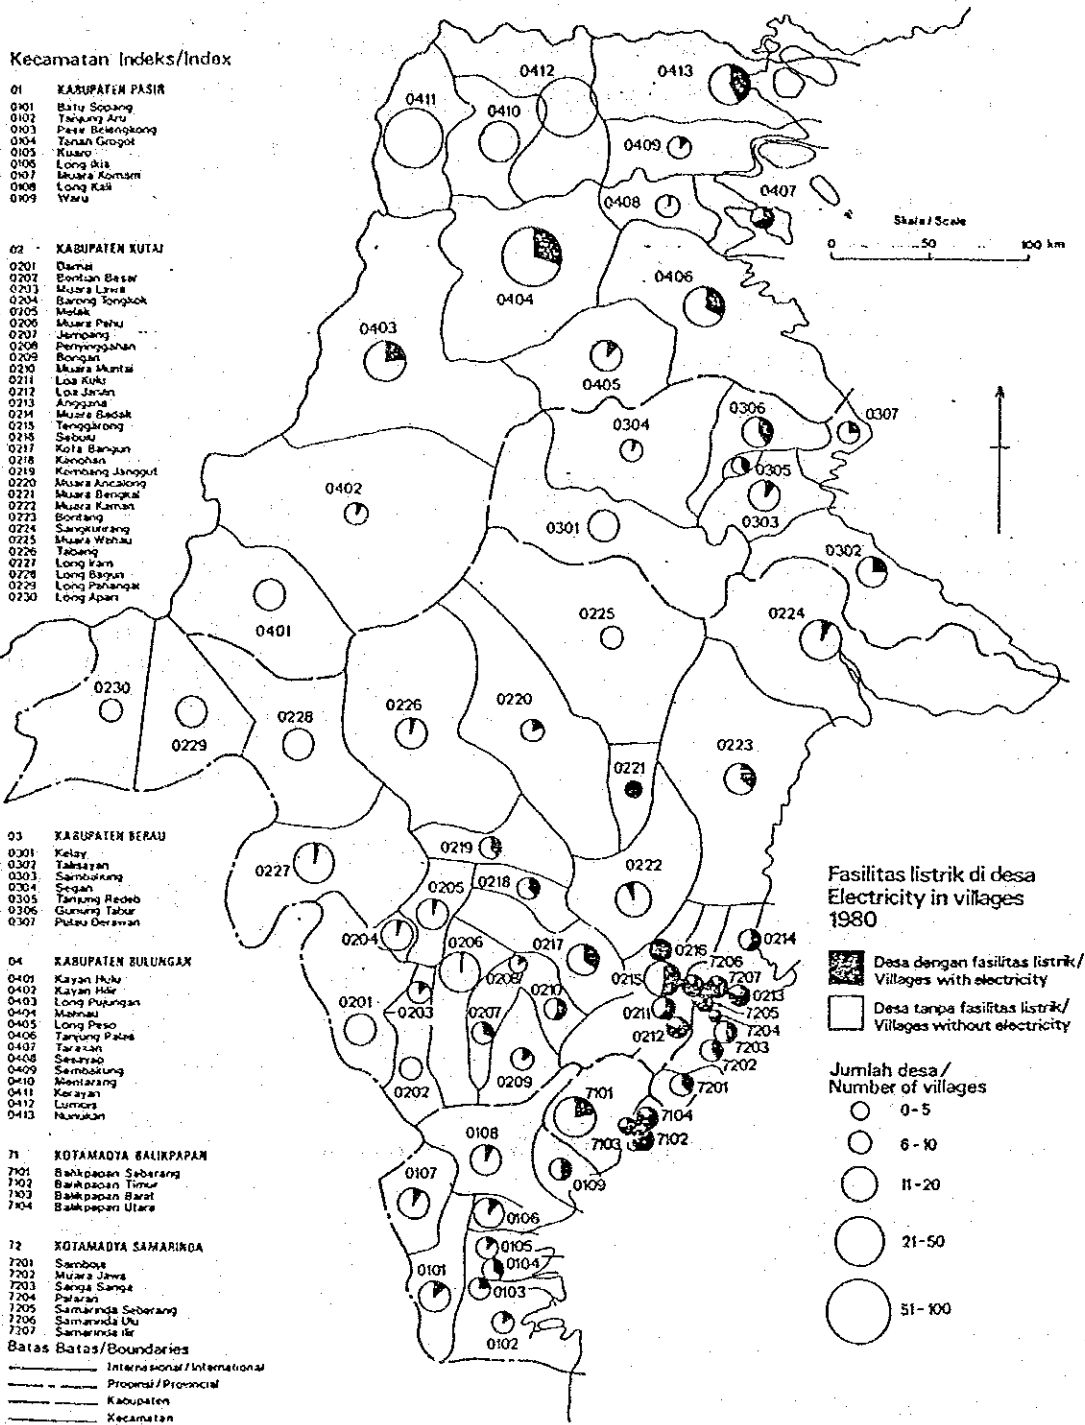 Kecamatan Indeks/Index
01 KABUPATEN PASIR
0101 Batu Sopang
0102 Tanjung Aru
0103 Pasir Belengkong
0104 Tanah Grogot
0105 Kuaro
0106 Long Ikis
0107 Muara Komam
0108 Long Kali
0109 Waru
02 KABUPATEN KUTAI
0201 Damai
0202 Bentian Besar
0203 Muara Lawa
0204 Barong Tongkok
0205 Melak
0206 Muara Pahu
0207 Jempang
0208 Penyinggahan
0209 Bongan
0210 Muara Muntai
0211 Loa Kulu
0212 Loa Janan
0213 Anggana
0214 Muara Badak
0215 Tenggarong
0216 Sebulu
0217 Kota Bangun
0218 Kenohan
0219 Kembang Janggut
0220 Muara Ancalong
0221 Muara Bengkal
0222 Muara Kaman
0223 Bontang
0224 Sangkulirang
0225 Muara Wahau
0226 Tabang
0227 Long Iram
0228 Long Bagun
0229 Long Pahangai
0230 Long Apari
03 KABUPATEN BERAU
0301 Kelay
0302 Talisayan
0303 Sambaliung
0304 Segah
0305 Tanjung Redeb
0306 Gunung Tabur
0307 Pulau Derawan
04 KABUPATEN BULUNGAN
0401 Kayan Hulu
0402 Kayan Hilir
0403 Long Pujungan
0404 Malinau
0405 Long Peso
0406 Tanjung Palas
0407 Tarakan
0408 Sesayap
0409 Sembakung
0410 Mentarang
0411 Kerayan
0412 Lumbis
0413 Nunukan
71 KOTAMADYA BALIKPAPAN
7101 Balikpapan Seberang
7102 Balikpapan Timur
7103 Balikpapan Barat
7104 Balikpapan Utara
72 KOTAMADYA SAMARINDA
7201 Samboja
7202 Muara Jawa
7203 Sanga Sanga
7204 Palaran
7205 Samarinda Seberang
7206 Samarinda Ulu
7207 Samarinda Ilir
Batas Batas/Boundaries
Internasional/International
Propinsi/Provincial
Kabupaten
Kecamatan
0412
0413
0411
0410
0409
0408
0407
Skala/Scale
0 50 100 km
0404
0406
0403
0405
0304
0306
0307
0305
0402
0301
0303
0302
0401
0225
0224
0230
0229
0228
0226
0220
0223
0221
0219
0227
0205
0218
0222
0204
0206
0217
0216
0214
0208
0215
7206
7207
0213
0201
0203
0207
0210
0211
7205
0212
7204
7203
0202
0209
7202
7201
7101
7104
7103
7102
0108
0107
0109
0106
0105
0104
0101
0103
0102
Fasilitas listrik di desa
Electricity in villages
1980
Desa dengan fasilitas listrik/
Villages with electricity
Desa tanpa fasilitas listrik/
Villages without electricity
Jumlah desa/
Number of villages
0-5
6-10
11-20
21-50
51-100